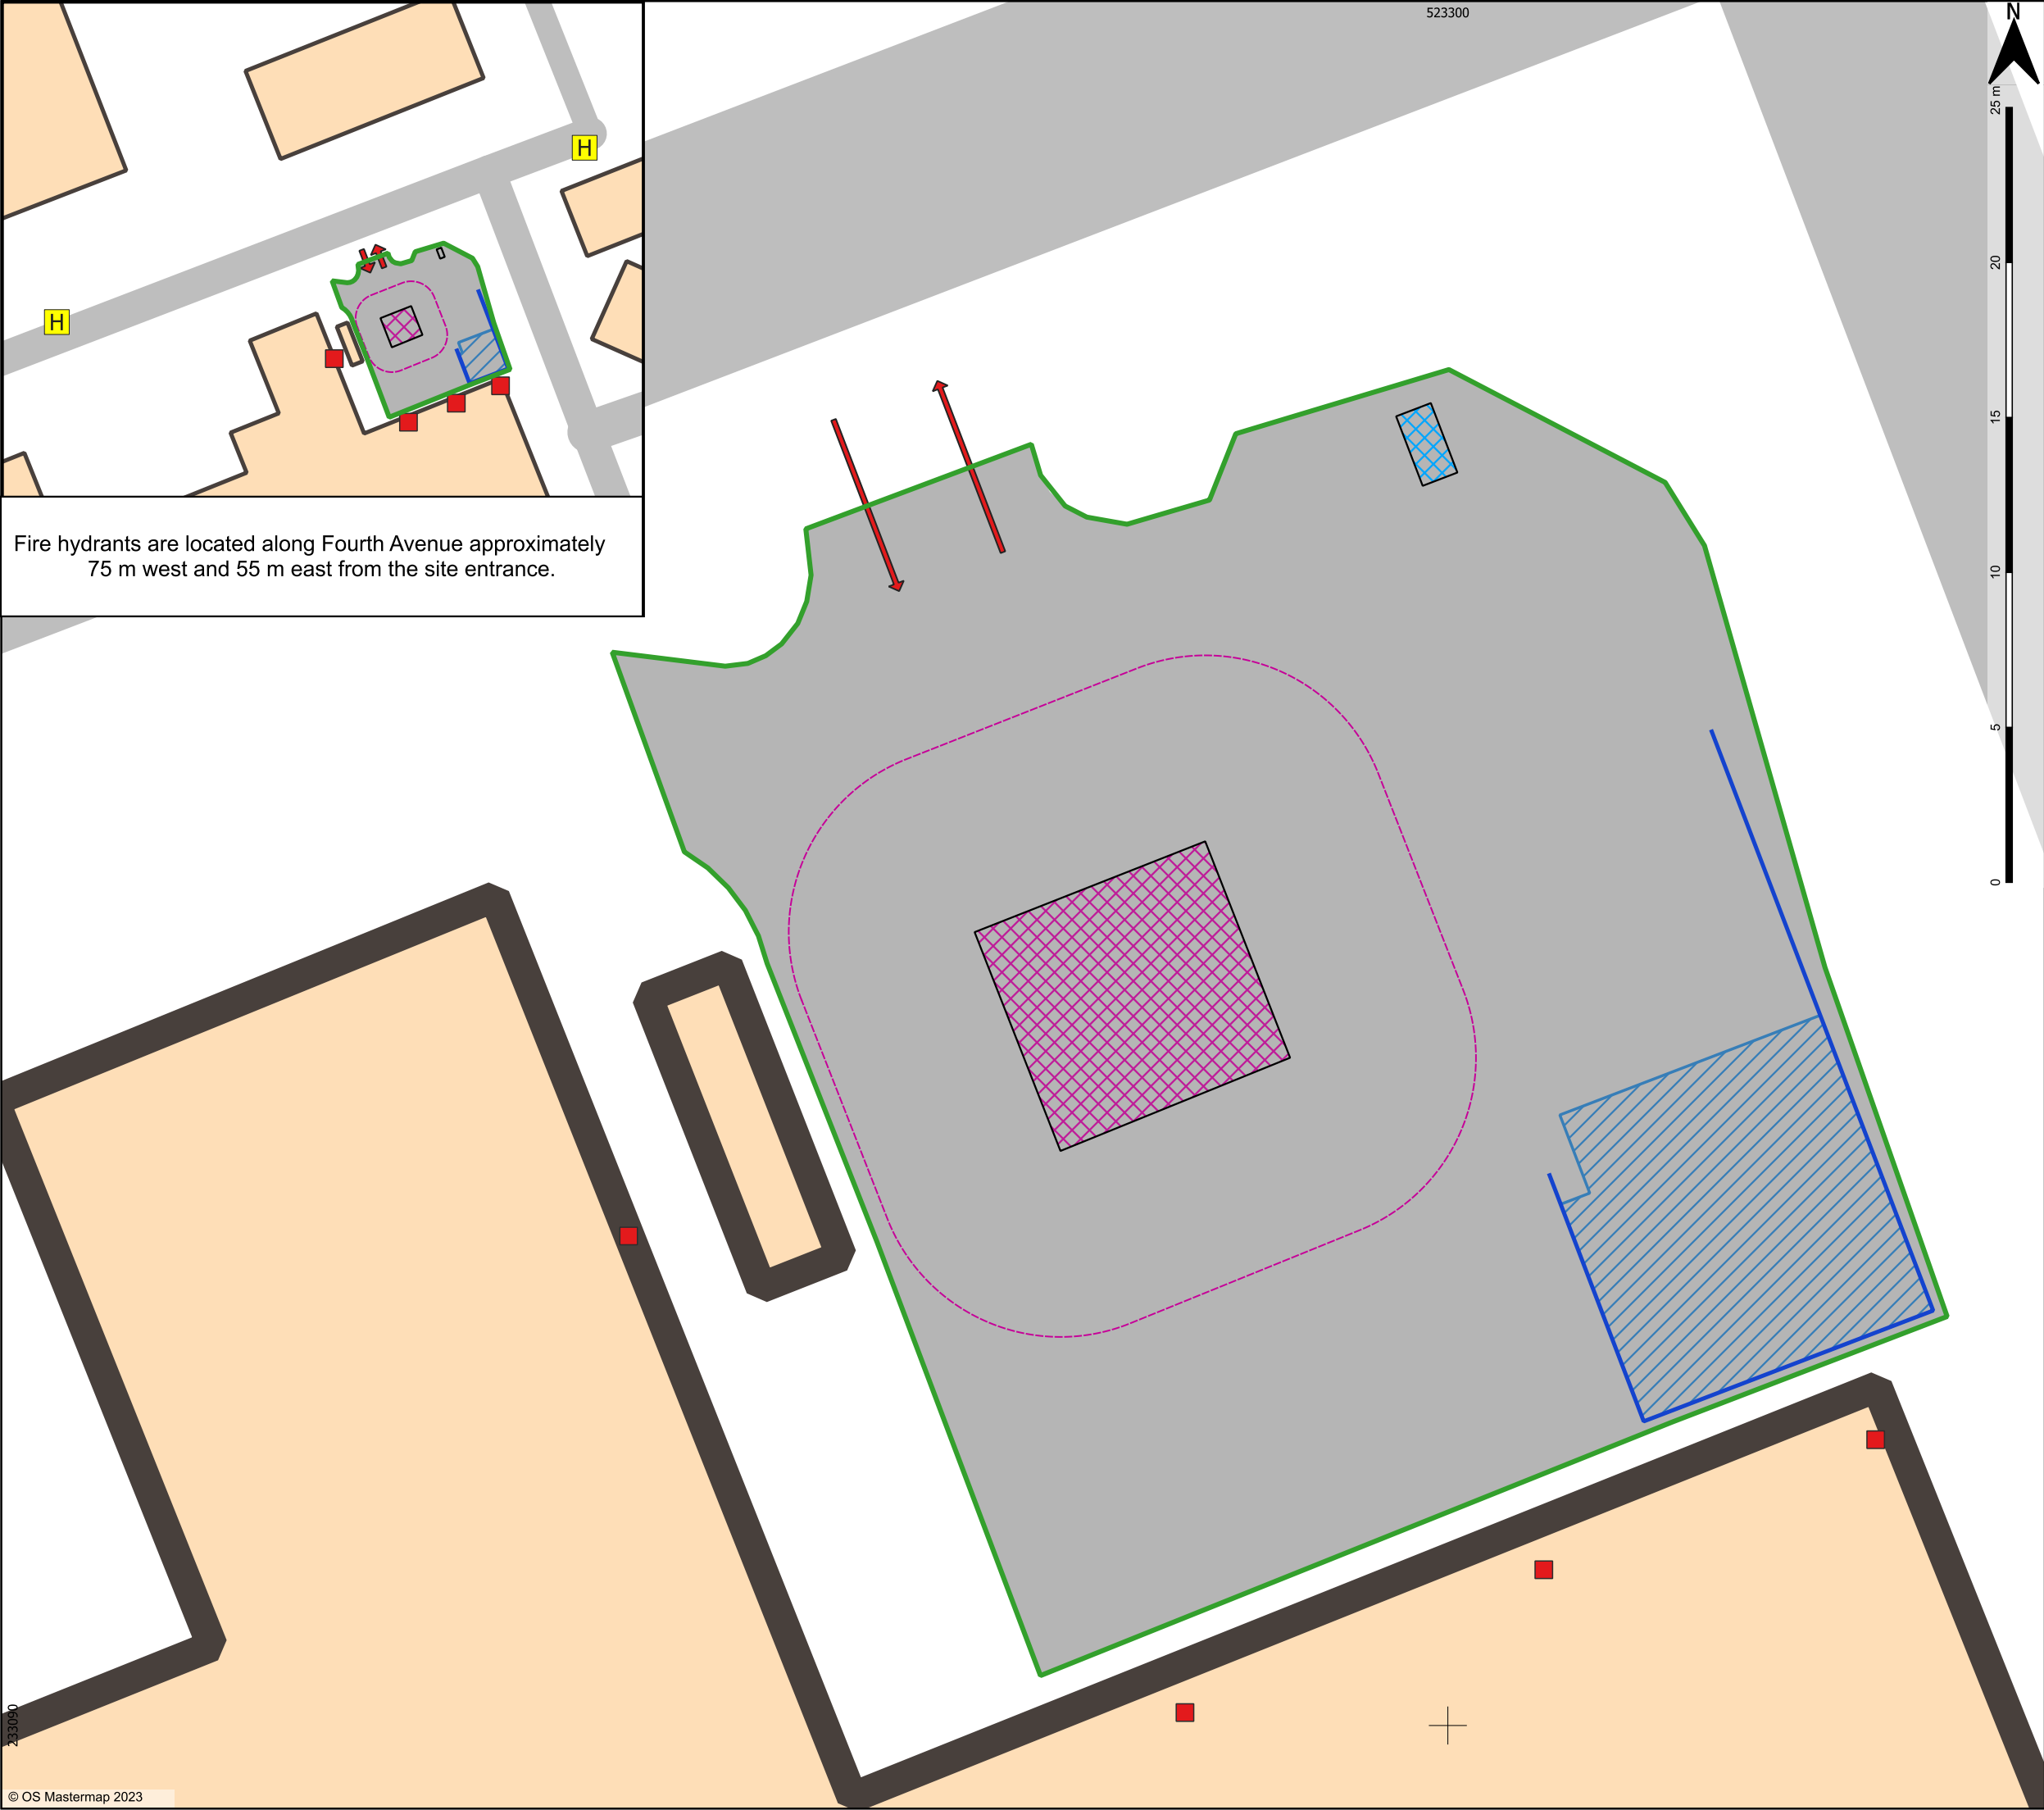 523300
N
H
H
25 m
20
15
10
5
0
Fire hydrants are located along Fourth Avenue approximately
75 m west and 55 m east from the site entrance.
233090
© OS Mastermap 2023